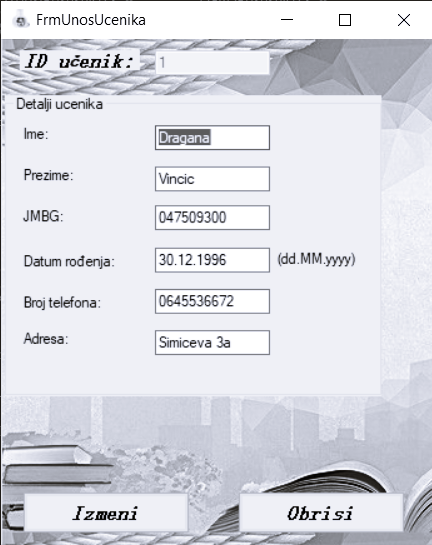 FrmUnosUcenika
ID učenik: 1
Detalji ucenika
Ime: Dragana
Prezime: Vincic
JMBG: 047509300
Datum rođenja: 30.12.1996 (dd.MM.yyyy)
Broj telefona: 0645536672
Adresa: Simiceva 3a
Izmeni Obrisi